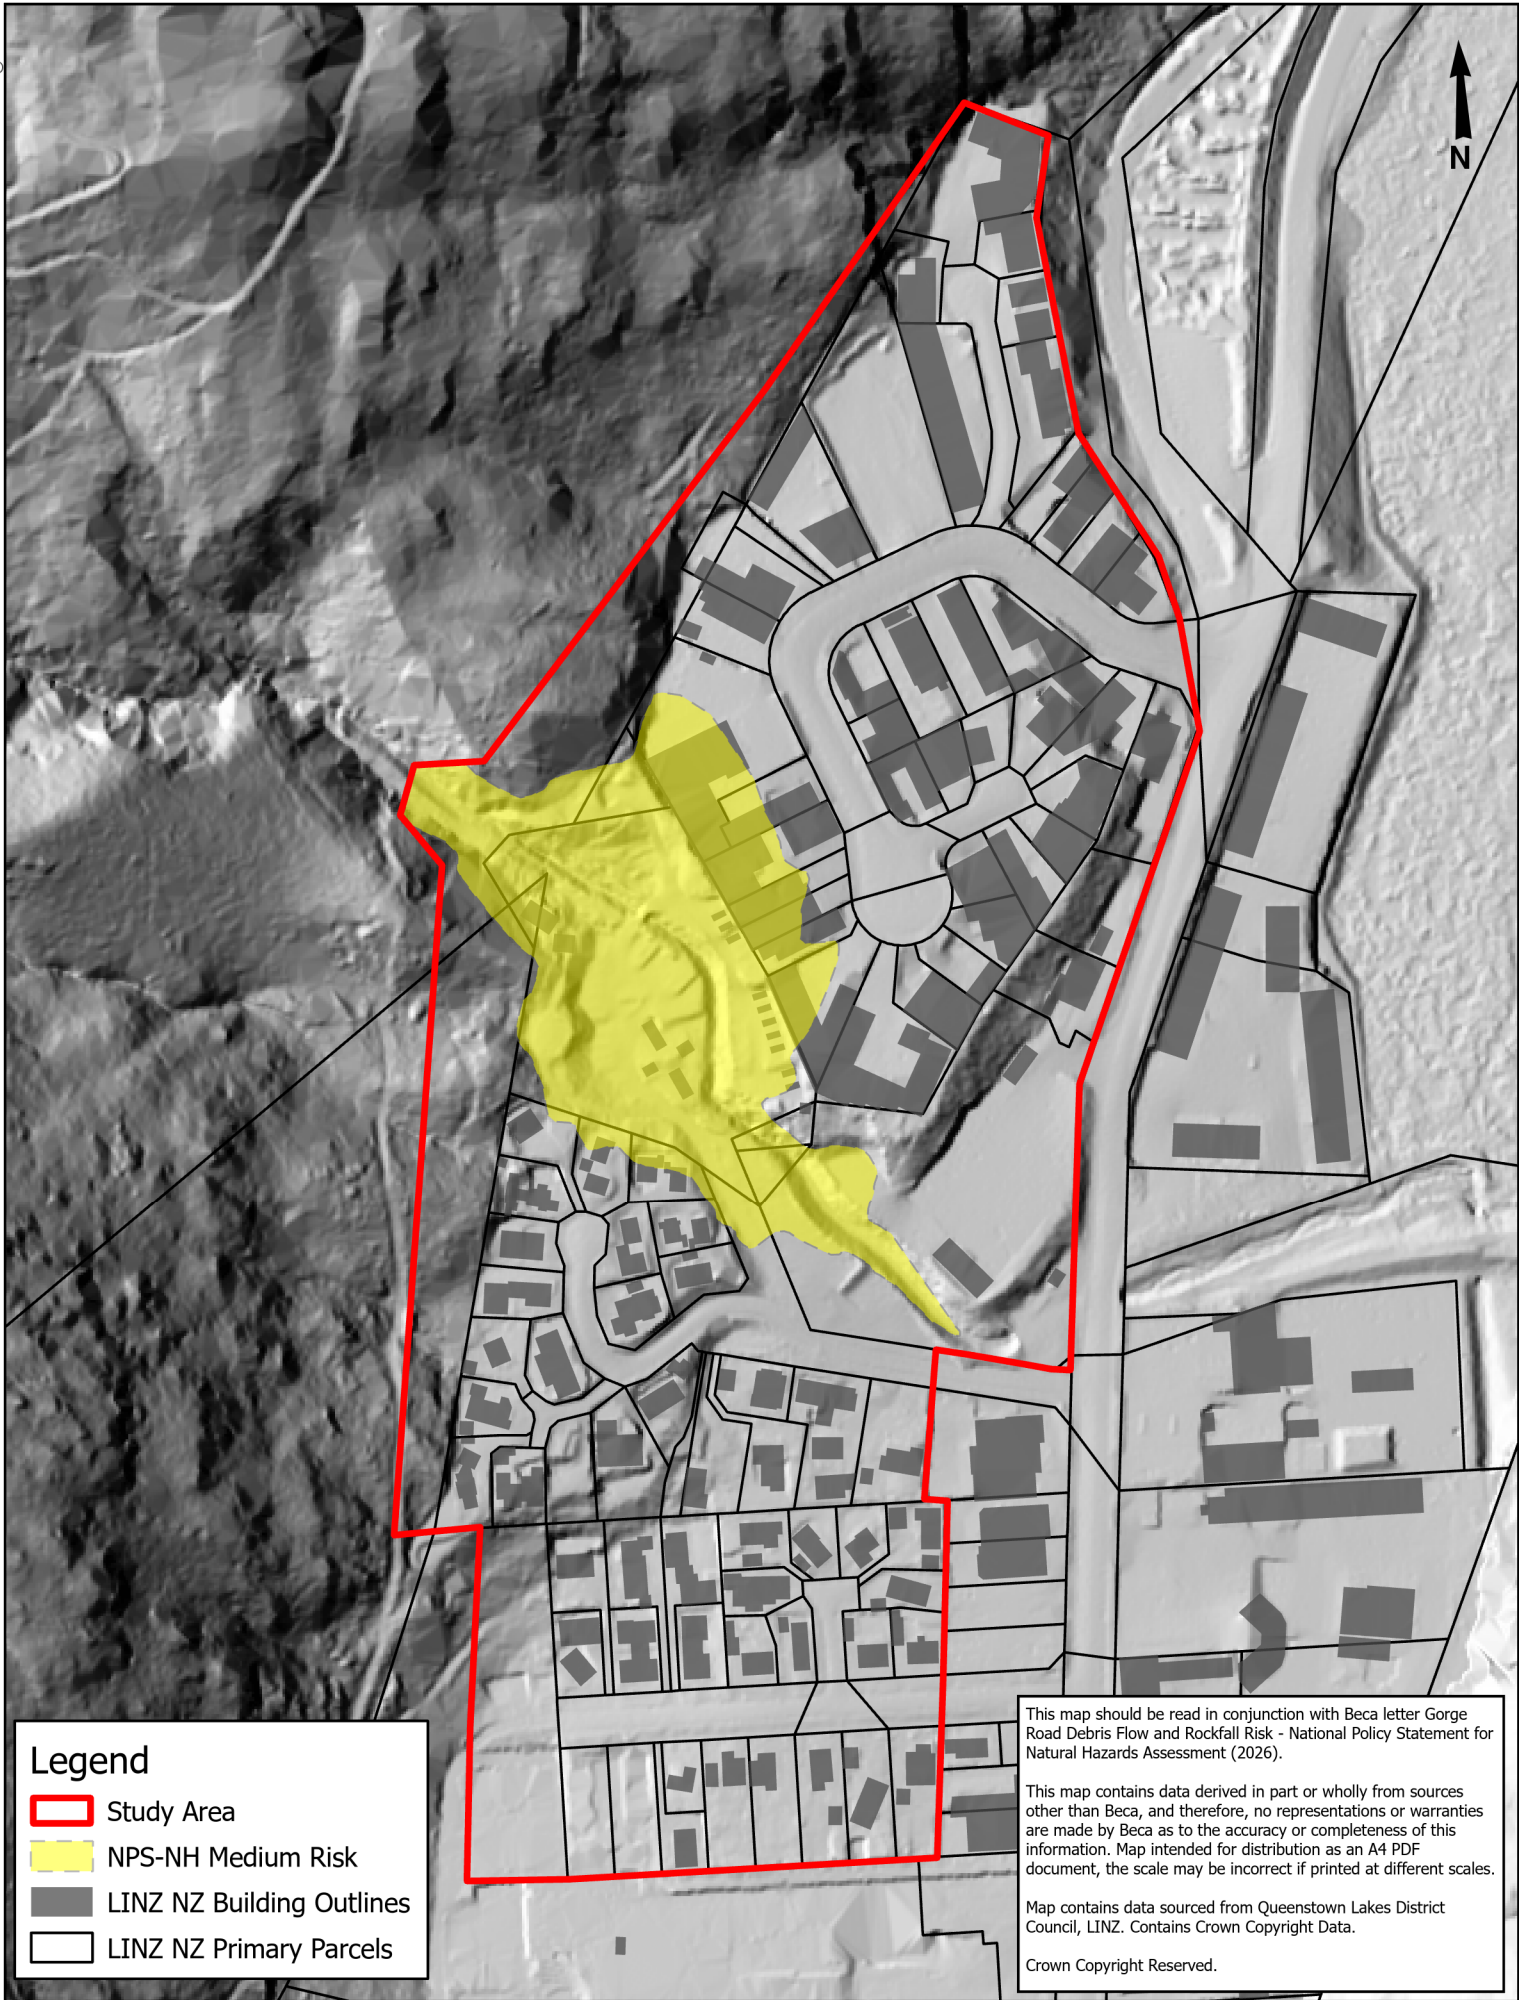 N
Legend
Study Area
NPS-NH Medium Risk
LINZ NZ Building Outlines
LINZ NZ Primary Parcels
This map should be read in conjunction with Beca letter Gorge
Road Debris Flow and Rockfall Risk - National Policy Statement for
Natural Hazards Assessment (2026).
This map contains data derived in part or wholly from sources
other than Beca, and therefore, no representations or warranties
are made by Beca as to the accuracy or completeness of this
information. Map intended for distribution as an A4 PDF
document, the scale may be incorrect if printed at different scales.
Map contains data sourced from Queenstown Lakes District
Council, LINZ. Contains Crown Copyright Data.
Crown Copyright Reserved.